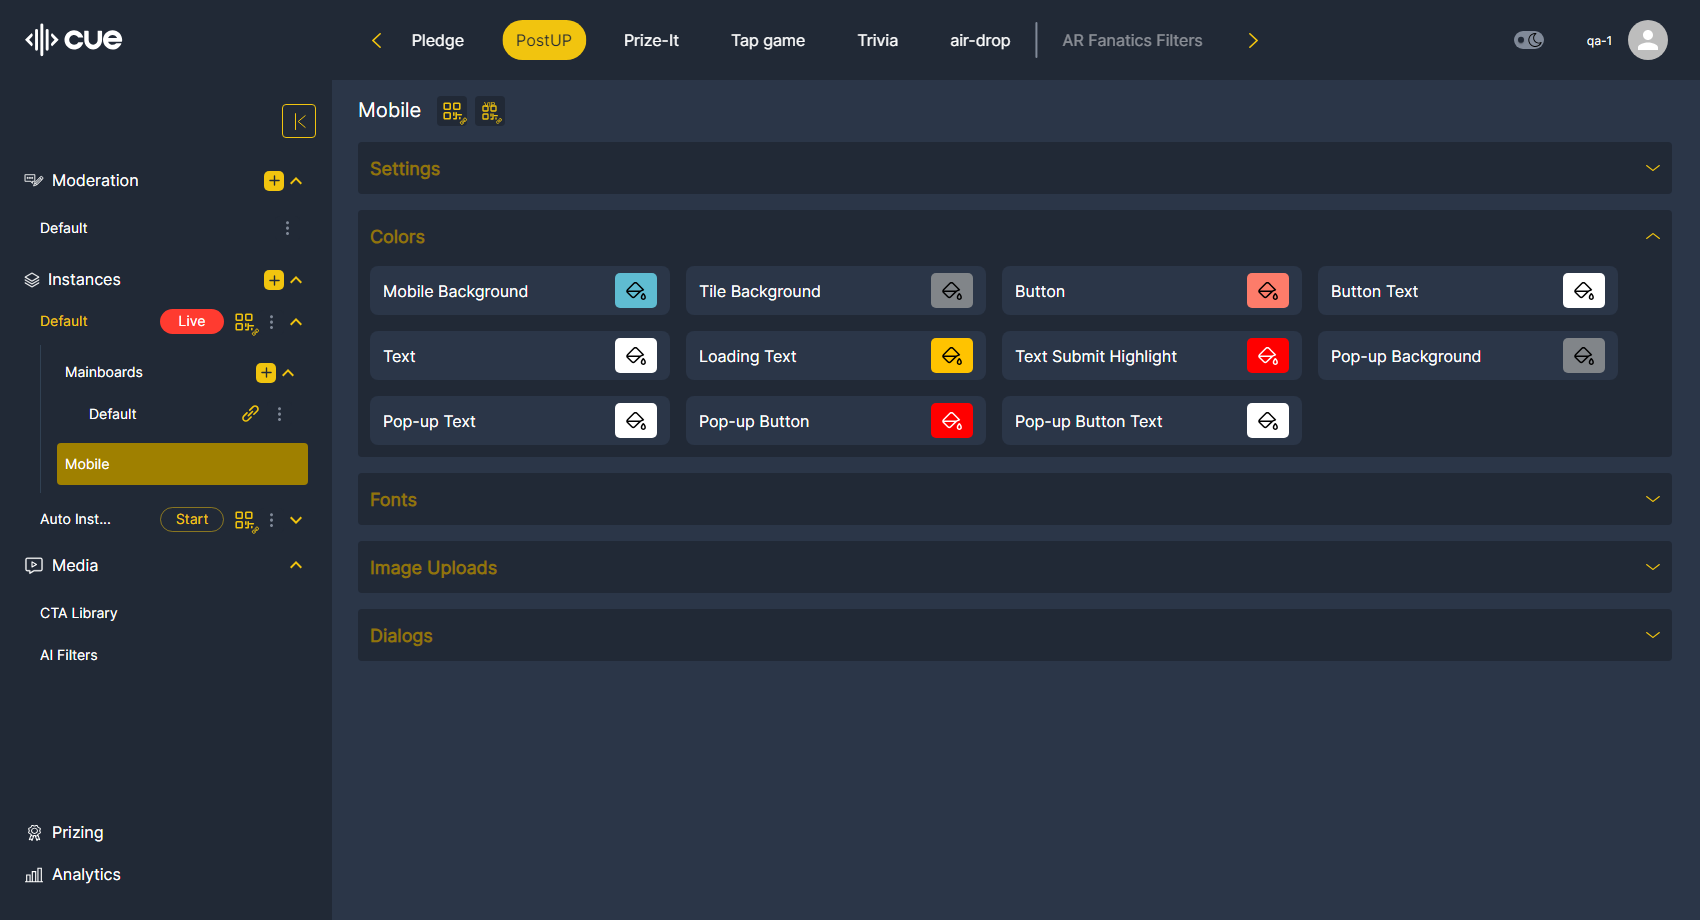 cue
Pledge
PostUP
Prize-It
Tap game
Trivia
air-drop
AR Fanatics Filters
qa-1
Moderation
Default
Instances
Default
Live
Mainboards
Default
Mobile
Auto Inst...
Start
Media
CTA Library
AI Filters
Prizing
Analytics
Mobile
VIP
Settings
Colors
Mobile Background
Tile Background
Button
Button Text
Text
Loading Text
Text Submit Highlight
Pop-up Background
Pop-up Text
Pop-up Button
Pop-up Button Text
Fonts
Image Uploads
Dialogs